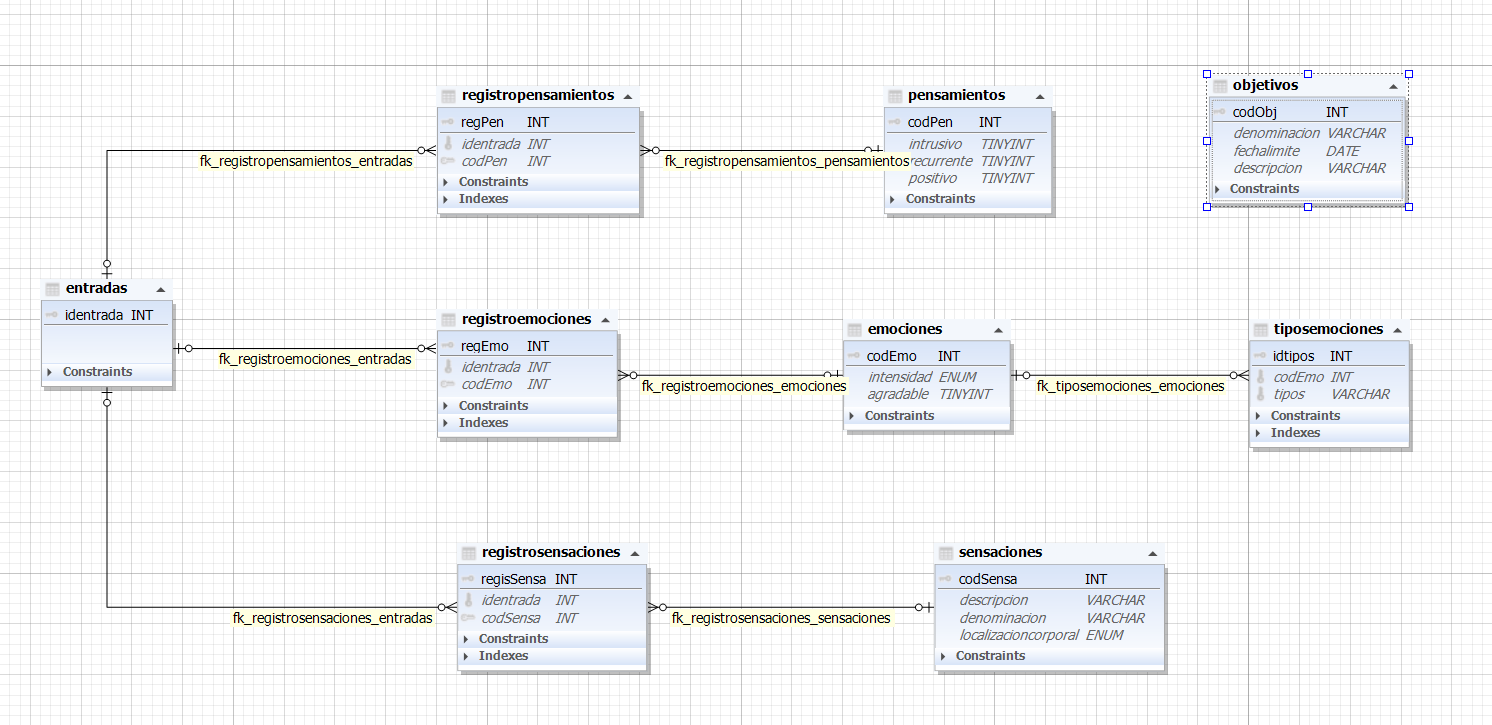 registropensamientos
regPen INT
identrada INT
codPen INT
Constraints
Indexes
fk_registropensamientos_entradas
fk_registropensamientos_pensamientos
pensamientos
codPen INT
intrusivo TINYINT
recurrente TINYINT
positivo TINYINT
Constraints
objetivos
codObj INT
denominacion VARCHAR
fechalimite DATE
descripcion VARCHAR
Constraints
entradas
identrada INT
Constraints
fk_registroemociones_entradas
registroemociones
regEmo INT
identrada INT
codEmo INT
Constraints
Indexes
fk_registroemociones_emociones
emociones
codEmo INT
intensidad ENUM
agradable TINYINT
Constraints
fk_tiposemociones_emociones
tiposemociones
idtipos INT
codEmo INT
tipos VARCHAR
Constraints
Indexes
fk_registrosensaciones_entradas
registrosensaciones
regisSensa INT
identrada INT
codSensa INT
Constraints
Indexes
fk_registrosensaciones_sensaciones
sensaciones
codSensa INT
descripcion VARCHAR
denominacion VARCHAR
localizacioncorporal ENUM
Constraints